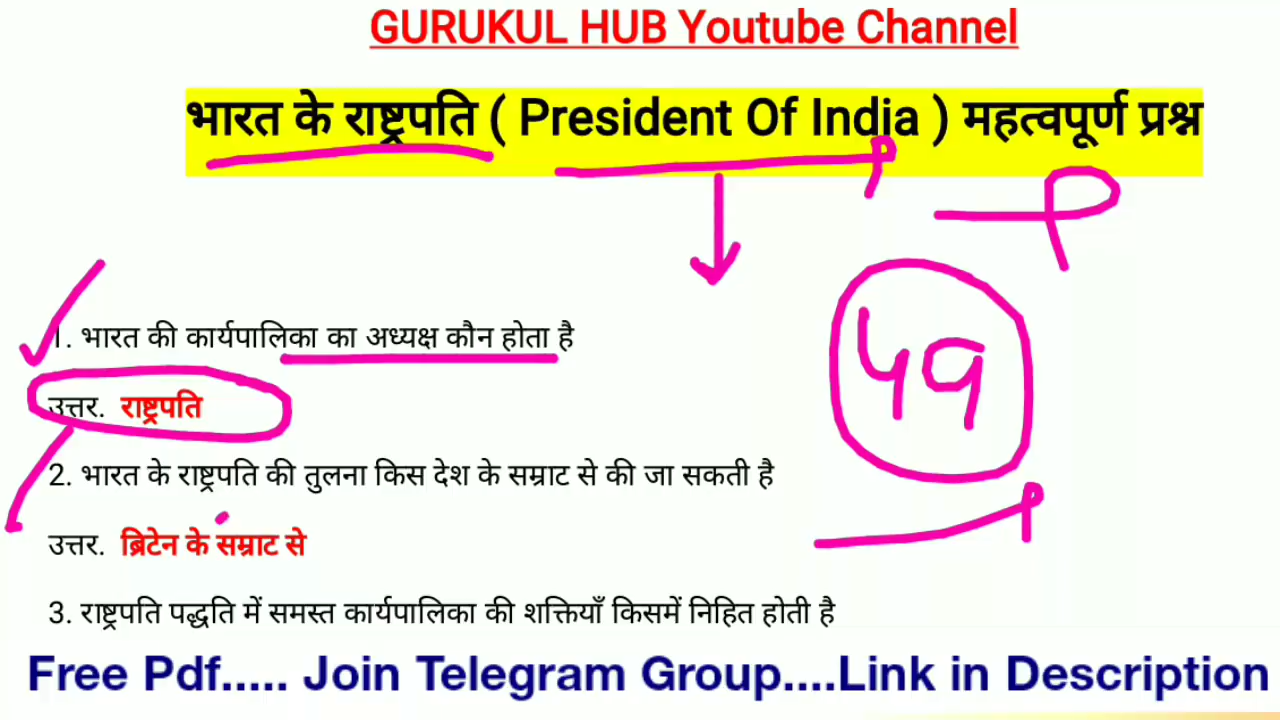 GURUKUL HUB Youtube Channel
भारत के राष्ट्रपति ( President Of India ) महत्वपूर्ण प्रश्न
1. भारत की कार्यपालिका का अध्यक्ष कौन होता है
49
उत्तर. राष्ट्रपति
2. भारत के राष्ट्रपति की तुलना किस देश के सम्राट से की जा सकती है
उत्तर. ब्रिटेन के सम्राट से
3. राष्ट्रपति पद्धति में समस्त कार्यपालिका की शक्तियाँ किसमें निहित होती है
Free Pdf..... Join Telegram Group....Link in Description